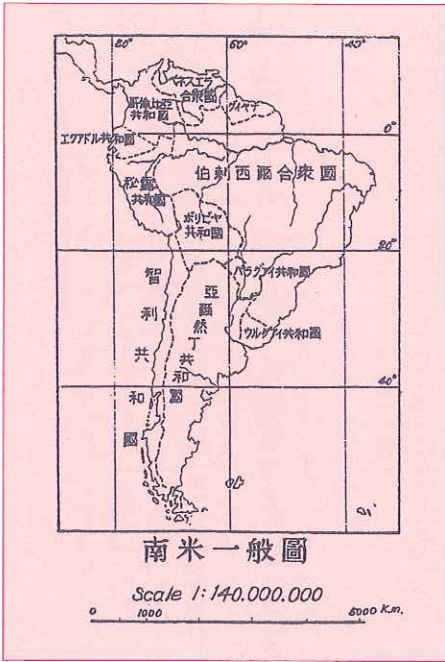 80°
60°
40°
ベネスエラ
合衆國
哥倫比亞
共和國
ギヤナ
0°
エクアドル共和國
伯剌西爾合衆國
秘露
共和國
ボリビヤ
共和國
20°
パラグアイ共和國
智利共和國
亞爾然丁共和國
ウルグアイ共和國
40°
南米一般圖
Scale 1:140.000.000
0 1000 5000 K.m.